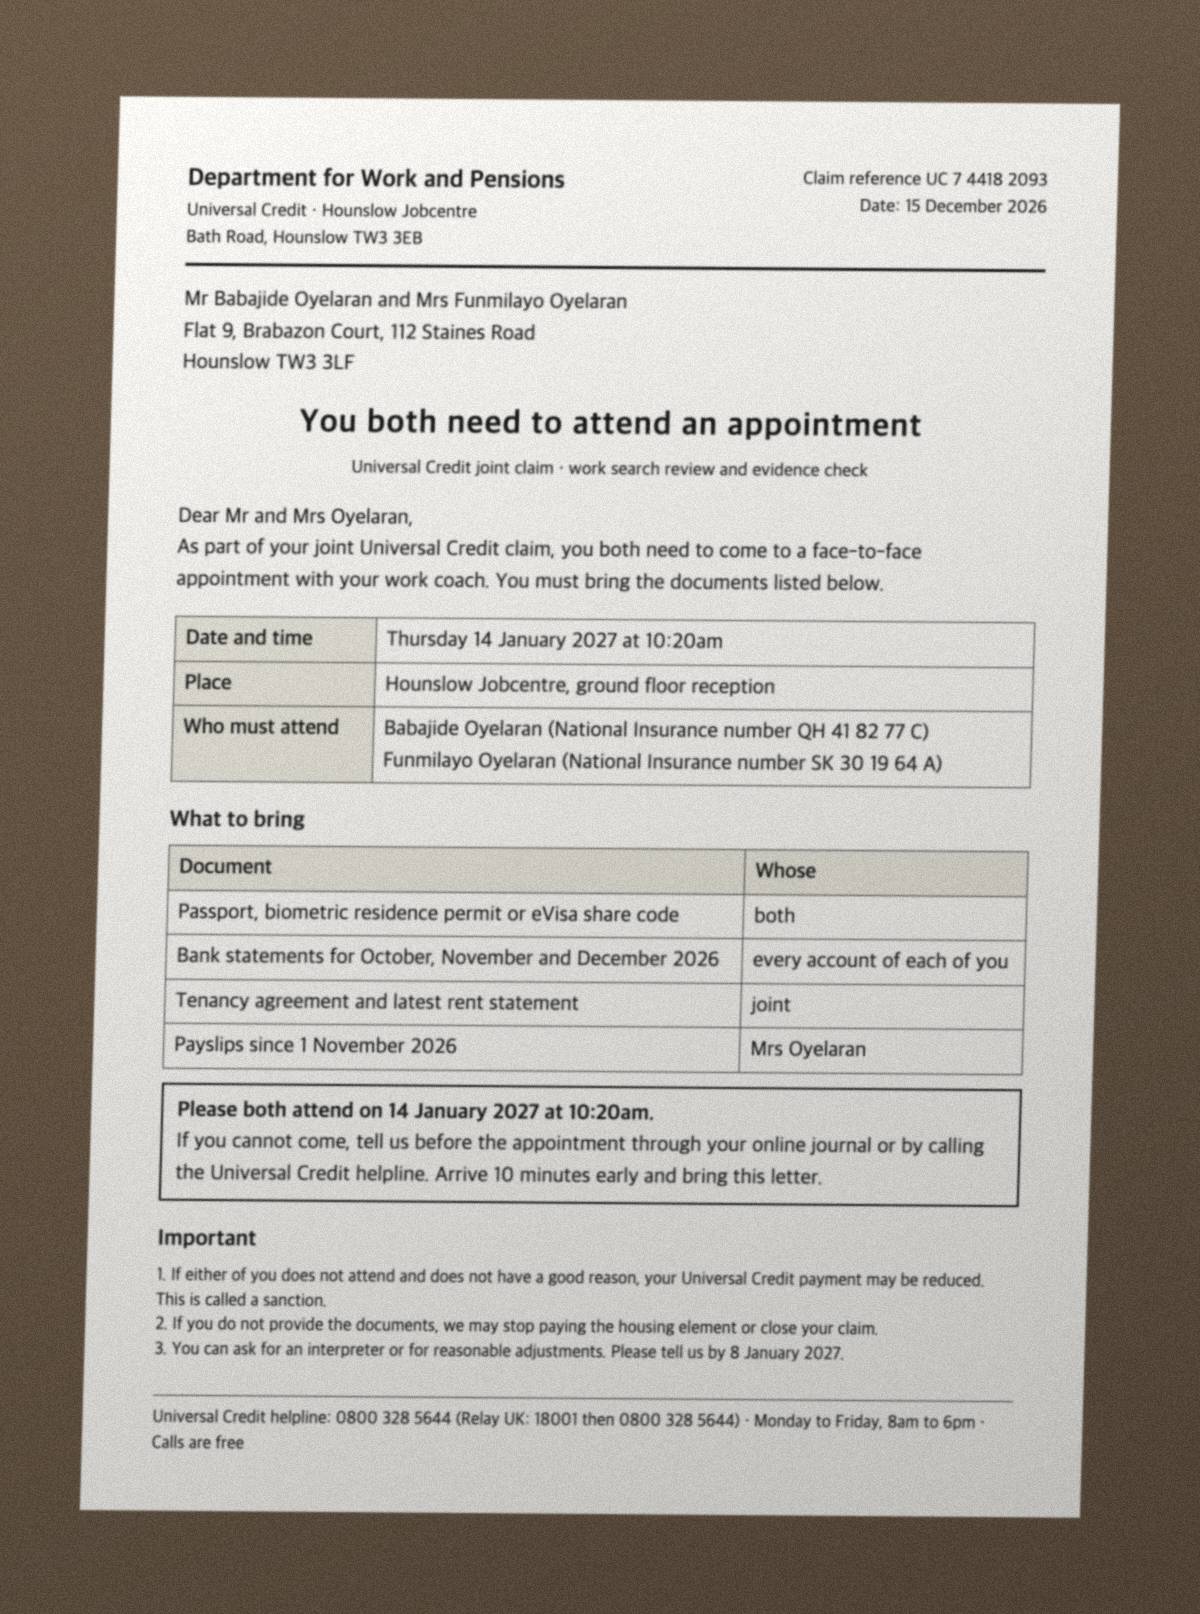 Department for Work and Pensions
Universal Credit · Hounslow Jobcentre
Bath Road, Hounslow TW3 3EB
Claim reference UC 7 4418 2093
Date: 15 December 2026
Mr Babajide Oyelaran and Mrs Funmilayo Oyelaran
Flat 9, Brabazon Court, 112 Staines Road
Hounslow TW3 3LF
You both need to attend an appointment
Universal Credit joint claim · work search review and evidence check
Dear Mr and Mrs Oyelaran,
As part of your joint Universal Credit claim, you both need to come to a face-to-face
appointment with your work coach. You must bring the documents listed below.
Date and time Thursday 14 January 2027 at 10:20am
Place Hounslow Jobcentre, ground floor reception
Who must attend Babajide Oyelaran (National Insurance number QH 41 82 77 C)
Funmilayo Oyelaran (National Insurance number SK 30 19 64 A)
What to bring
Document Whose
Passport, biometric residence permit or eVisa share code both
Bank statements for October, November and December 2026 every account of each of you
Tenancy agreement and latest rent statement joint
Payslips since 1 November 2026 Mrs Oyelaran
Please both attend on 14 January 2027 at 10:20am.
If you cannot come, tell us before the appointment through your online journal or by calling
the Universal Credit helpline. Arrive 10 minutes early and bring this letter.
Important
1. If either of you does not attend and does not have a good reason, your Universal Credit payment may be reduced.
This is called a sanction.
2. If you do not provide the documents, we may stop paying the housing element or close your claim.
3. You can ask for an interpreter or for reasonable adjustments. Please tell us by 8 January 2027.
Universal Credit helpline: 0800 328 5644 (Relay UK: 18001 then 0800 328 5644) · Monday to Friday, 8am to 6pm ·
Calls are free